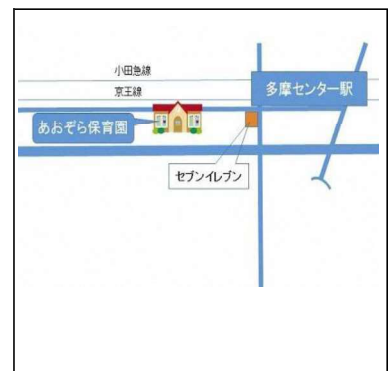 小田急線
京王線
多摩センター駅
あおぞら保育園
セブンイレブン